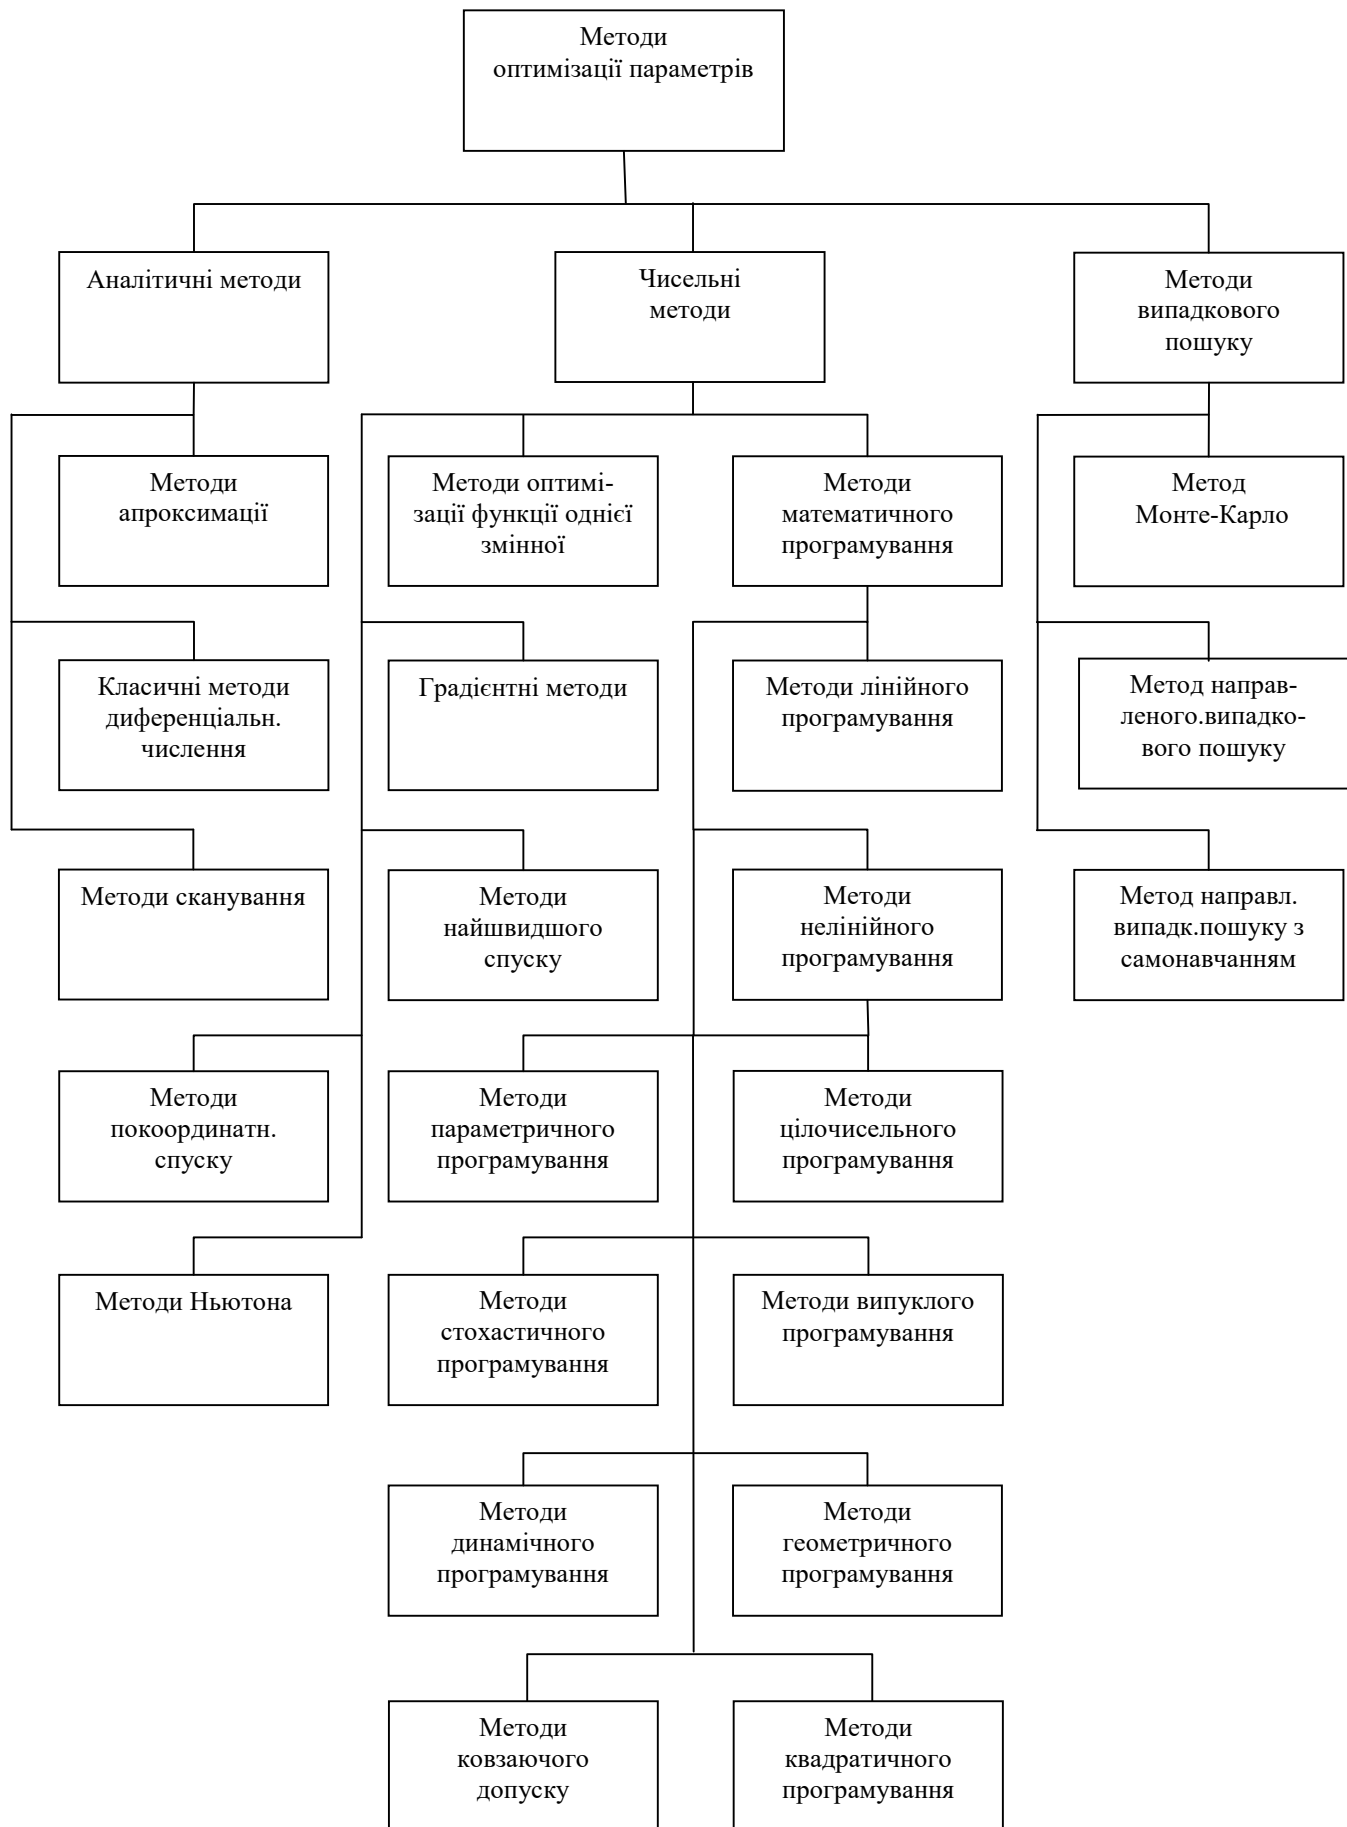 Методи
оптимізації параметрів
Аналітичні методи
Чисельні
методи
Методи
випадкового
пошуку
Методи
апроксимації
Методи оптимі-
зації функції однієї
змінної
Методи
математичного
програмування
Метод
Монте-Карло
Класичні методи
диференціальн.
числення
Градієнтні методи
Методи лінійного
програмування
Метод направ-
леного.випадко-
вого пошуку
Методи сканування
Методи
найшвидшого
спуску
Методи
нелінійного
програмування
Метод направл.
випадк.пошуку з
самонавчанням
Методи
покоординатн.
спуску
Методи
параметричного
програмування
Методи
цілочисельного
програмування
Методи Ньютона
Методи
стохастичного
програмування
Методи випуклого
програмування
Методи
динамічного
програмування
Методи
геометричного
програмування
Методи
ковзаючого
допуску
Методи
квадратичного
програмування